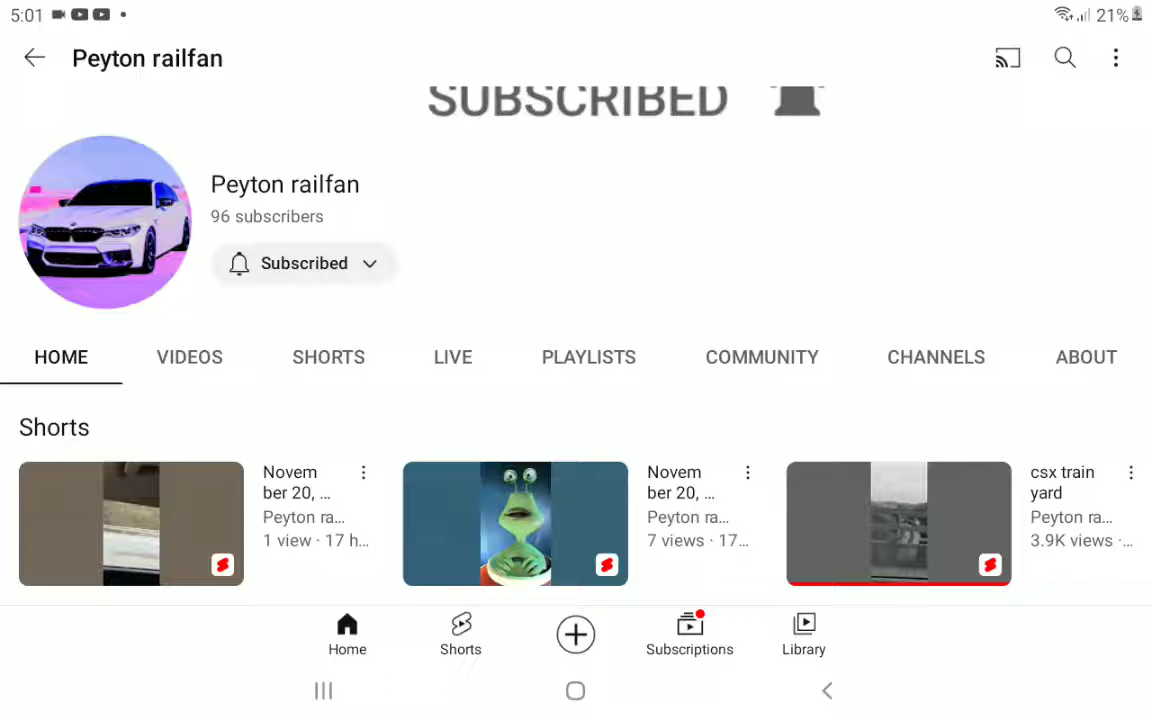 5:01
21%
Peyton railfan
SUBSCRIBED
Peyton railfan
96 subscribers
Subscribed
HOME VIDEOS SHORTS LIVE PLAYLISTS COMMUNITY CHANNELS ABOUT
Shorts
Novem
ber 20, ...
Peyton ra...
1 view · 17 h...
Novem
ber 20, ...
Peyton ra...
7 views · 17...
csx train
yard
Peyton ra...
3.9K views ·...
Home
Shorts
Subscriptions
Library